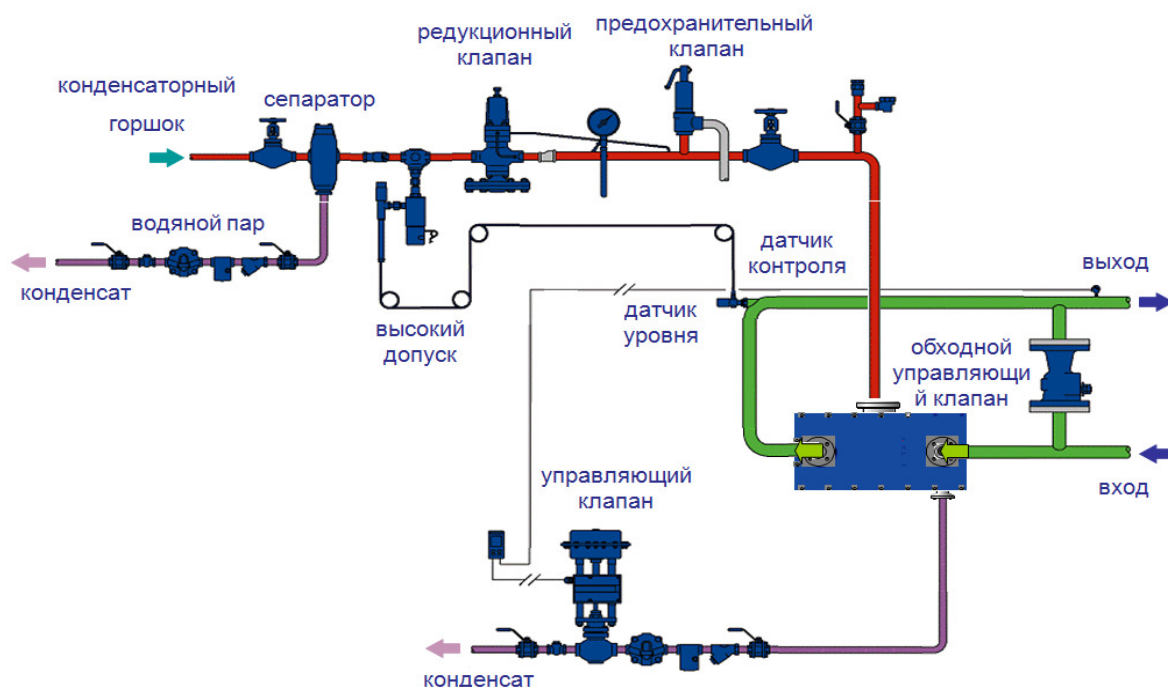 редукционный
клапан
предохранительный
клапан
конденсаторный
горшок
сепаратор
водяной пар
конденсат
высокий
допуск
датчик
контроля
датчик
уровня
выход
обходной
управляющи
й клапан
управляющий
клапан
вход
конденсат